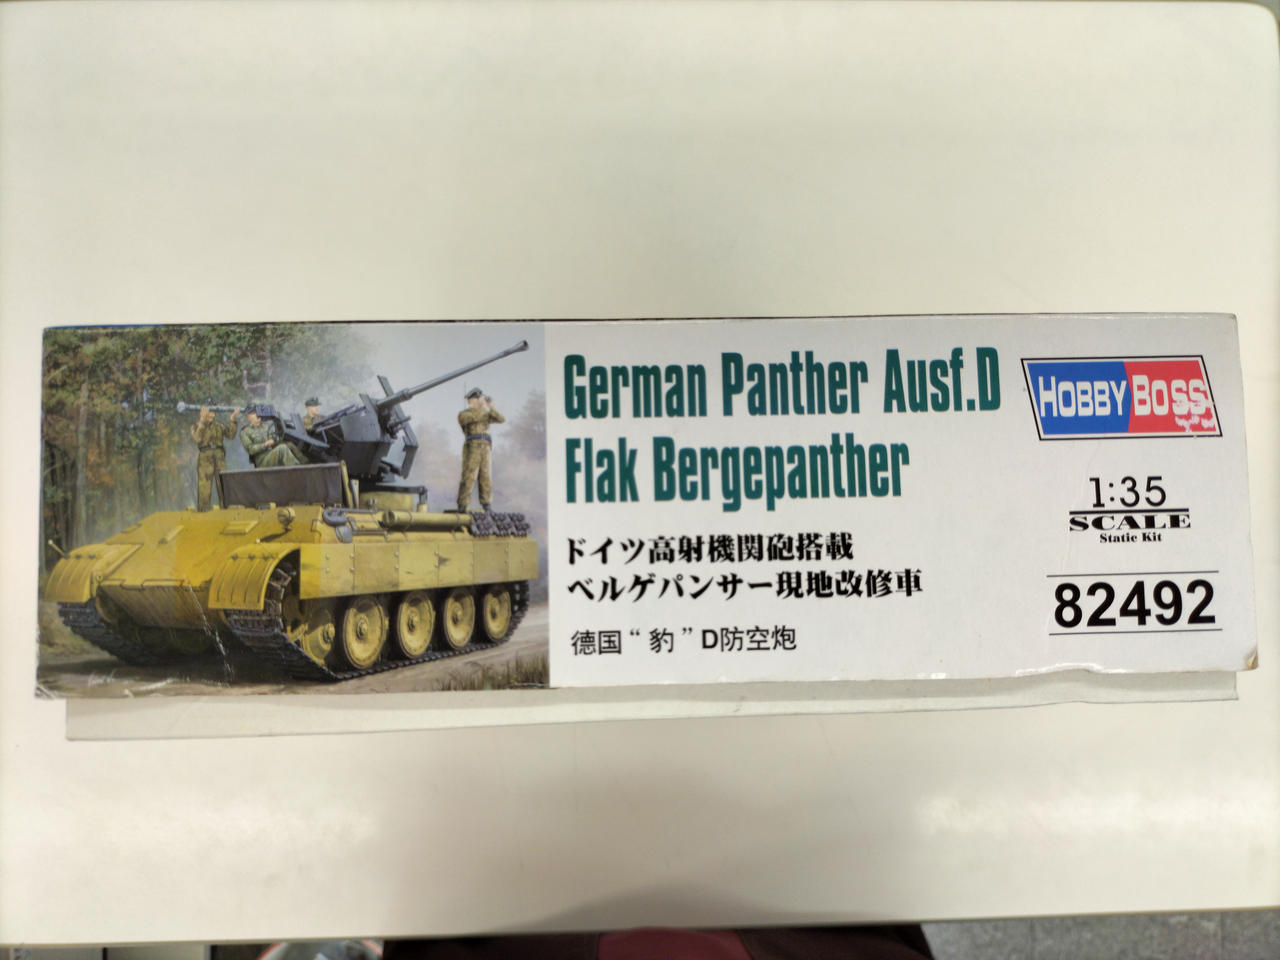 German Panther Ausf.D
Flak Bergepanther
ドイツ高射機関砲搭載
ベルゲパンサー現地改修車
德国“豹”D防空炮
HOBBY BOSS
1:35
SCALE
Static Kit
82492